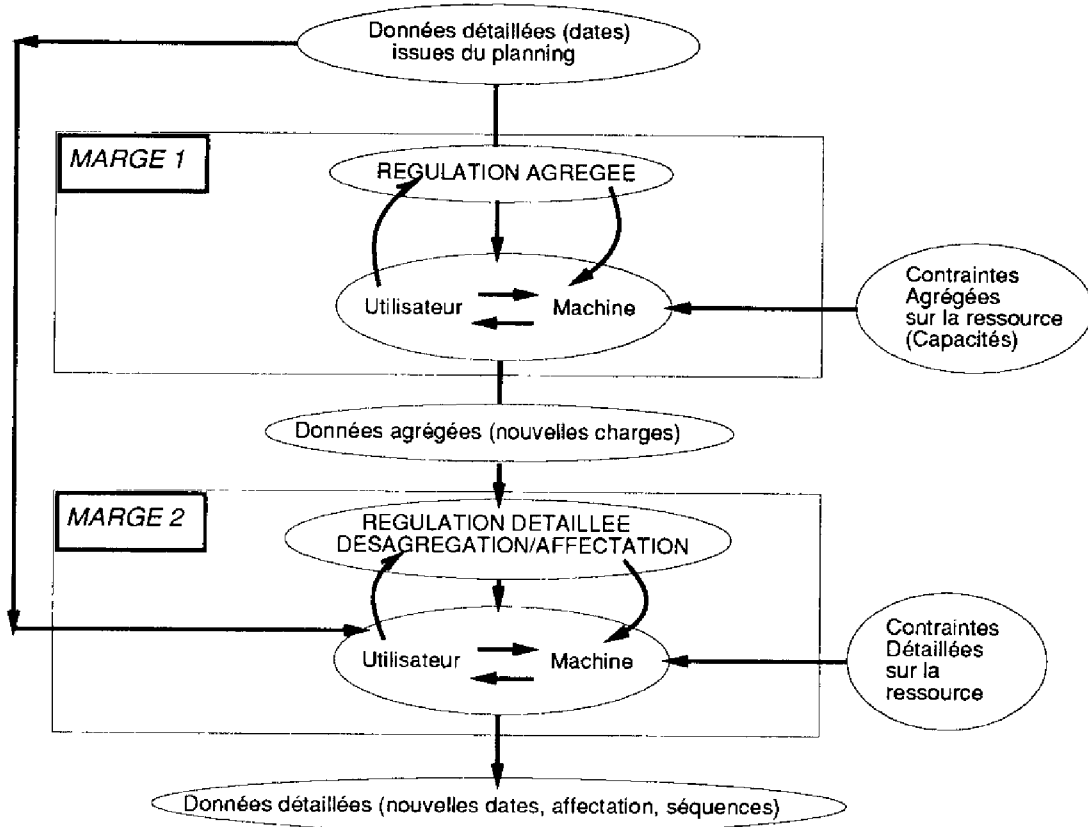 Données détaillées (dates)
issues du planning
MARGE 1
REGULATION AGREGEE
Utilisateur
Machine
Contraintes
Agrégées
sur la ressource
(Capacités)
Données agrégées (nouvelles charges)
MARGE 2
REGULATION DETAILLEE
DESAGREGATION/AFFECTATION
Utilisateur
Machine
Contraintes
Détaillées
sur la
ressource
Données détaillées (nouvelles dates, affectation, séquences)